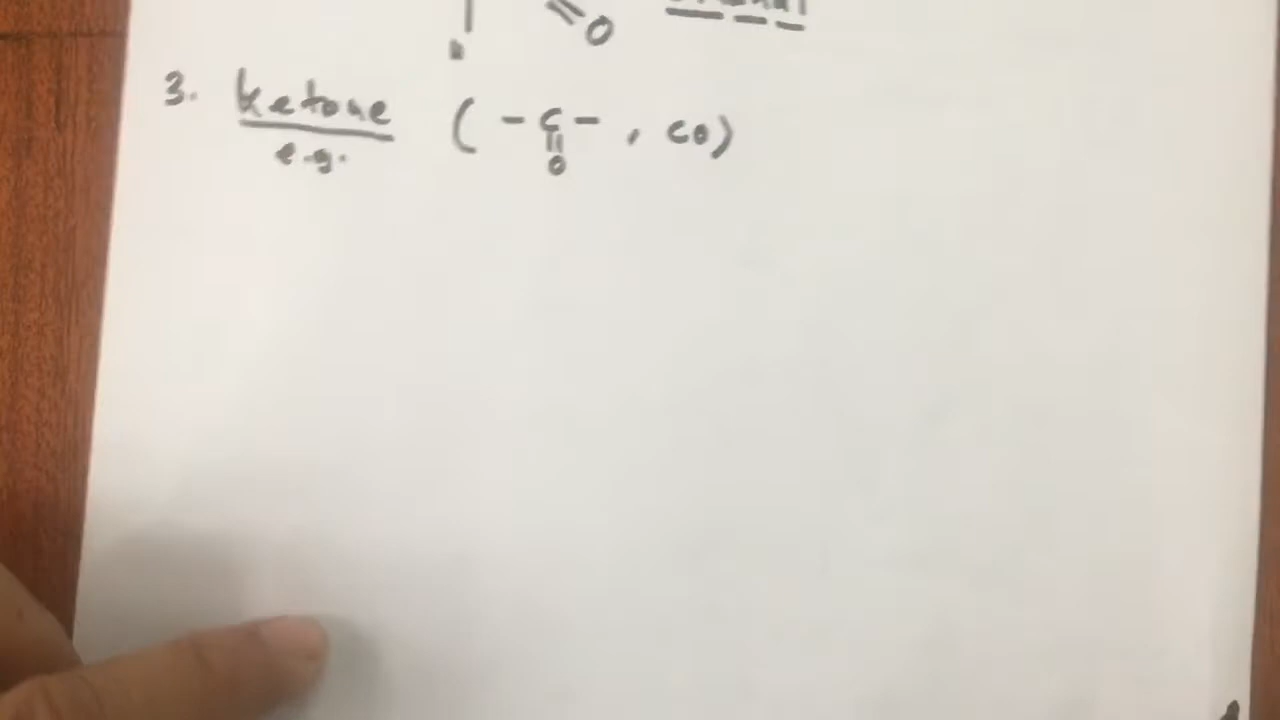 O
3. ketone ( - C - , CO)
||
O
e.g.